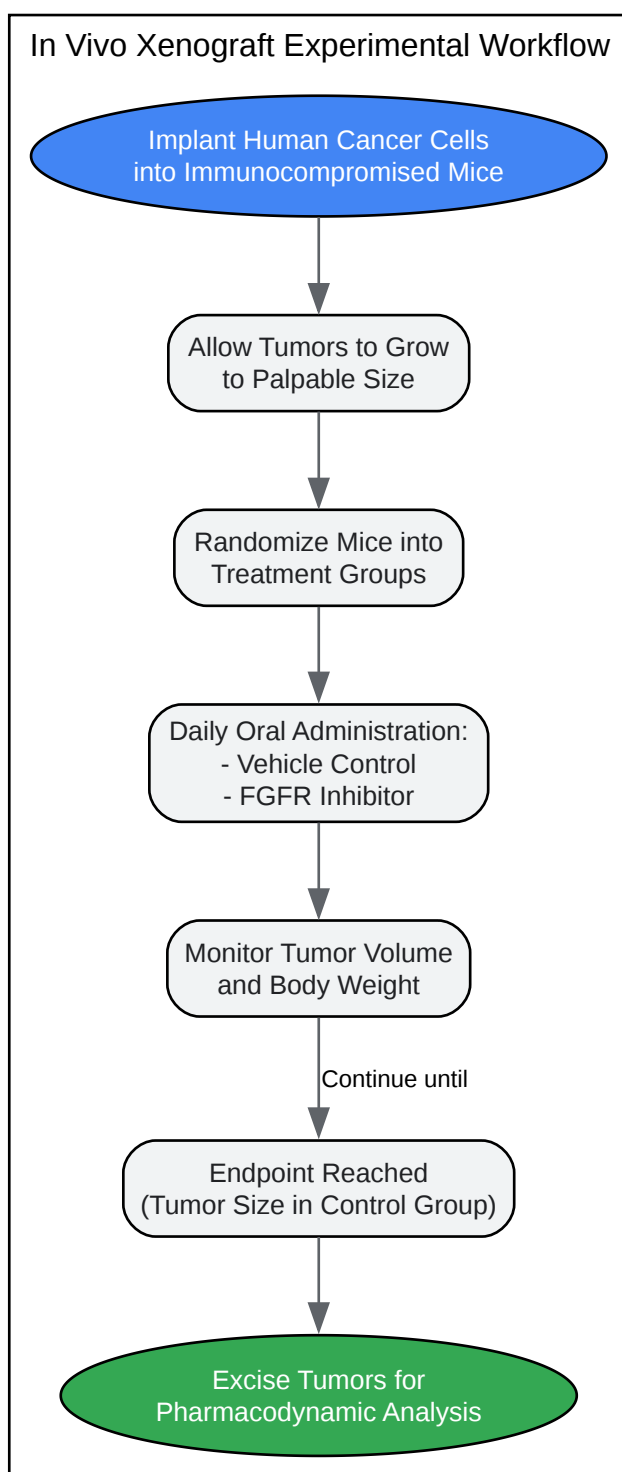 In Vivo Xenograft Experimental Workflow
Implant Human Cancer Cells
into Immunocompromised Mice
Allow Tumors to Grow
to Palpable Size
Randomize Mice into
Treatment Groups
Daily Oral Administration:
- Vehicle Control
- FGFR Inhibitor
Monitor Tumor Volume
and Body Weight
Continue until
Endpoint Reached
(Tumor Size in Control Group)
Excise Tumors for
Pharmacodynamic Analysis